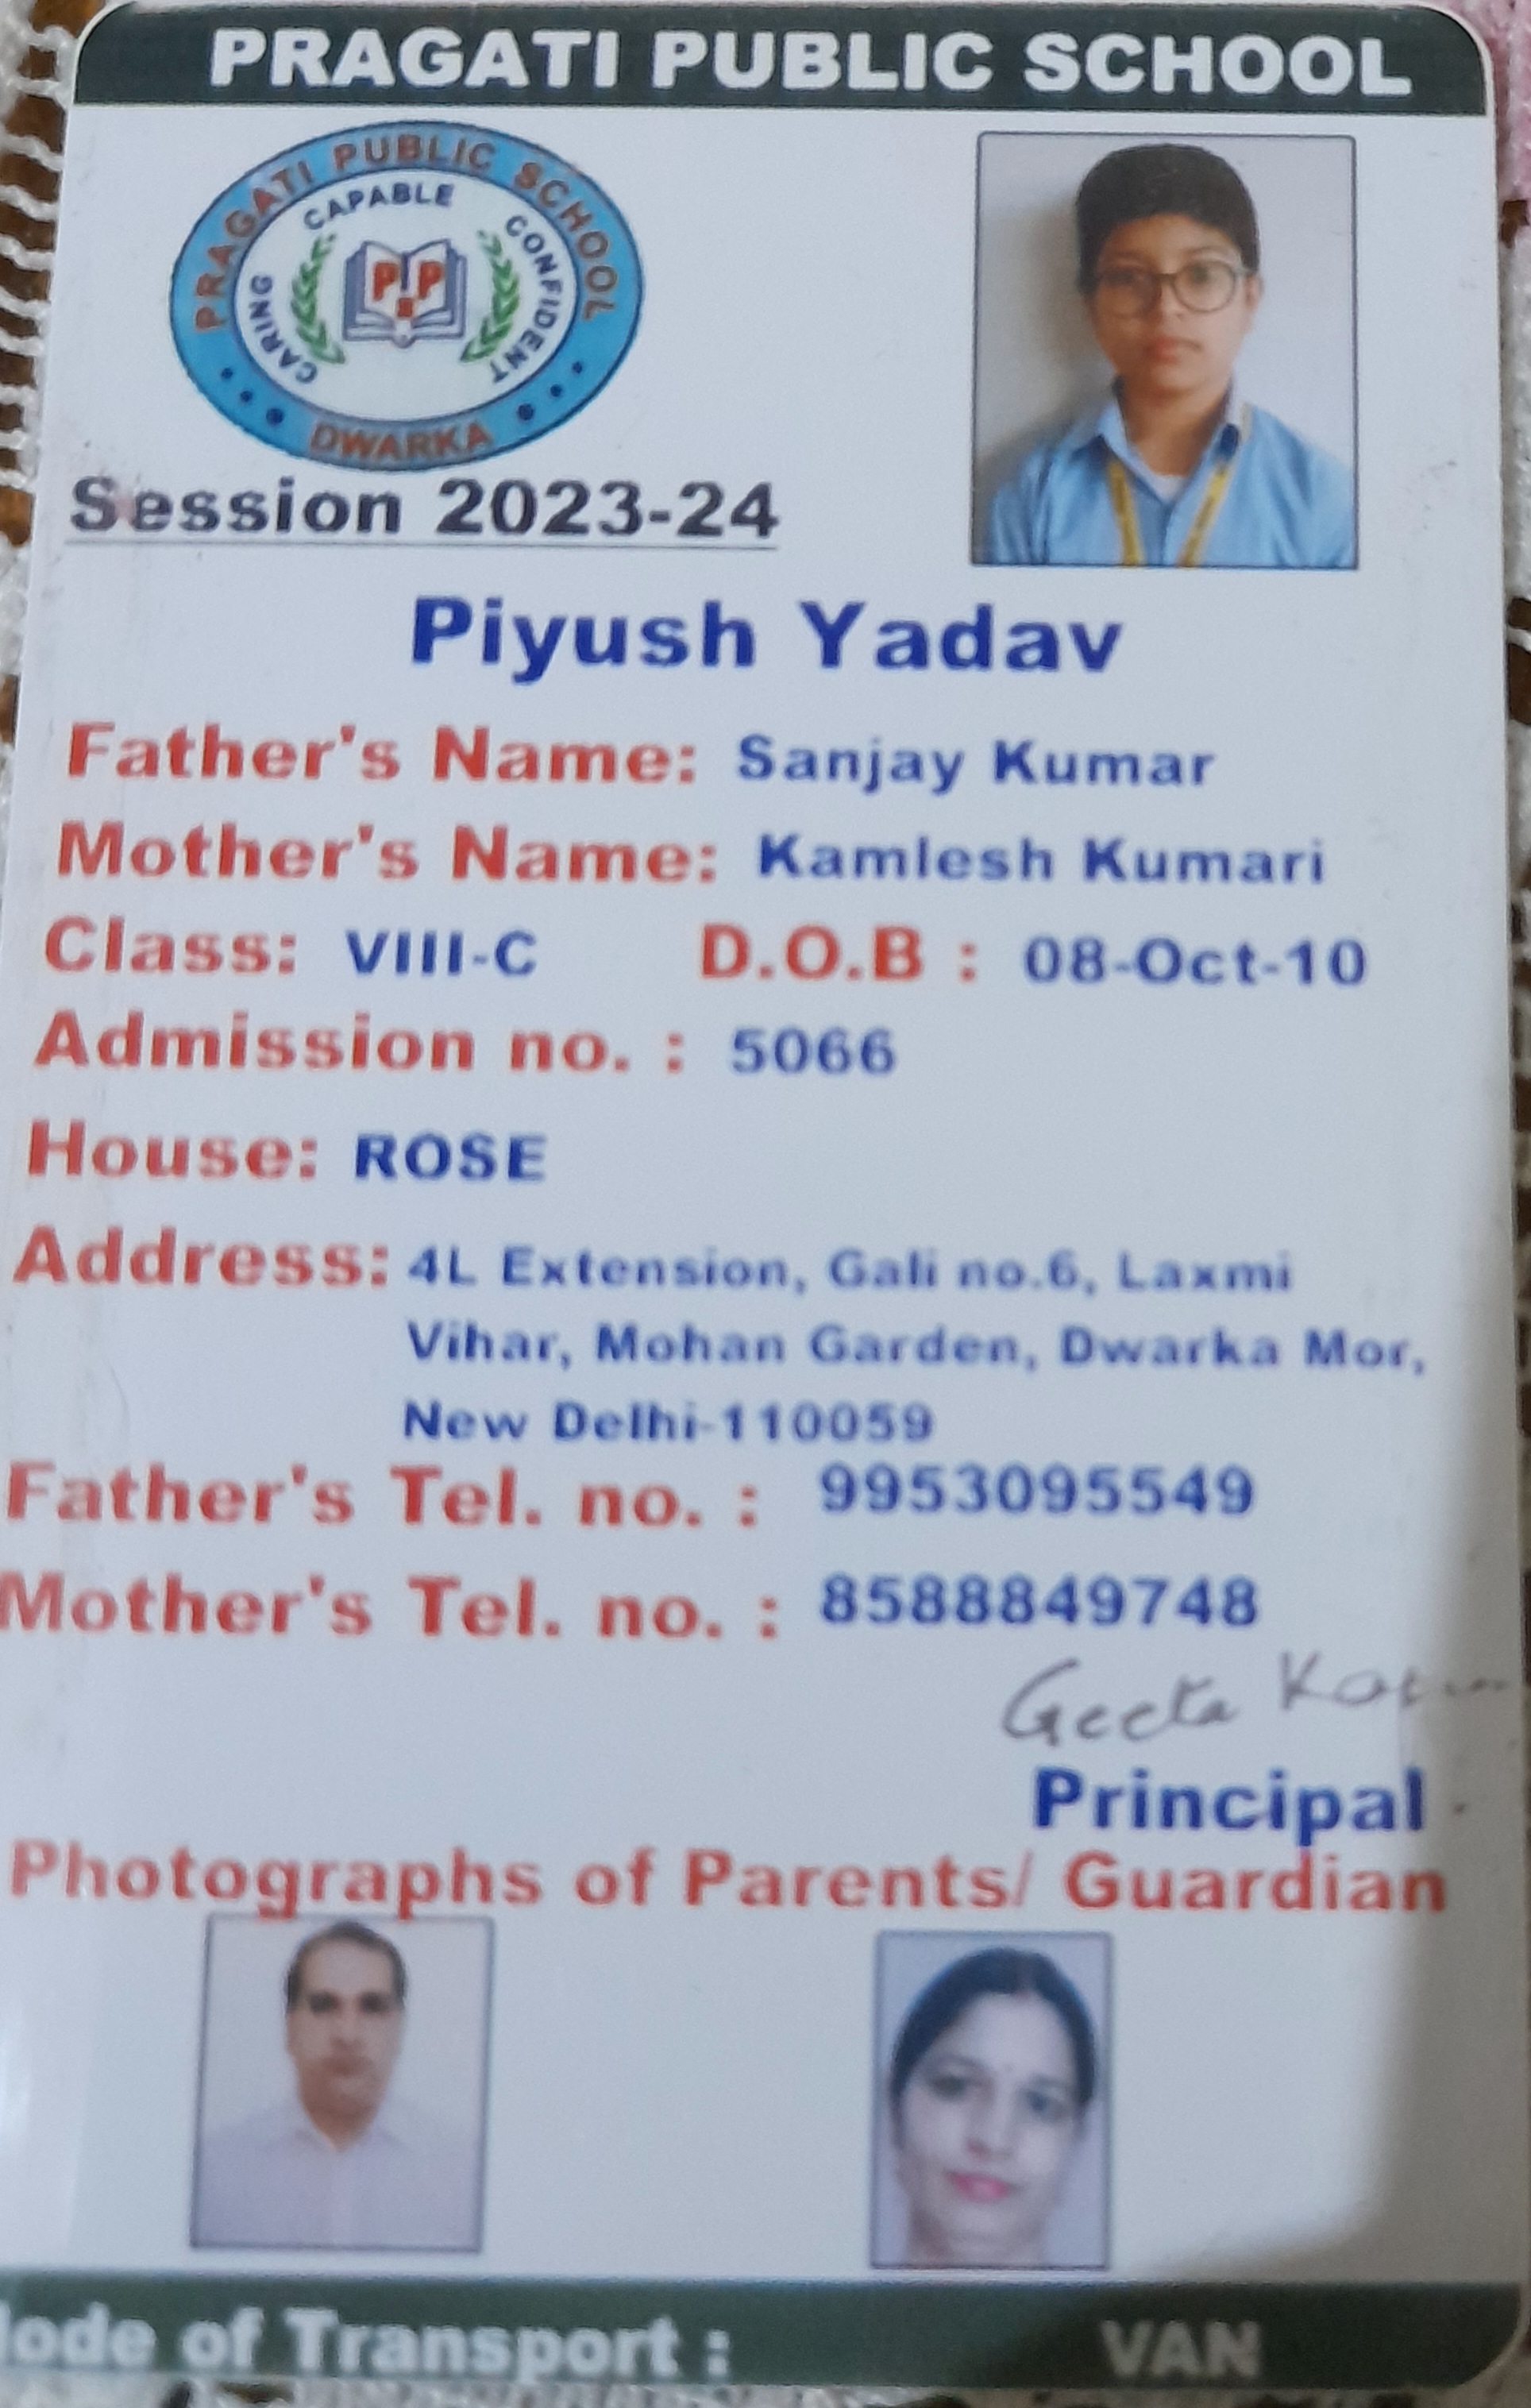 PRAGATI PUBLIC SCHOOL
PRAGATI PUBLIC SCHOOL
CARING CAPABLE CONFIDENT
PPS
DWARKA
Session 2023-24
Piyush Yadav
Father's Name: Sanjay Kumar
Mother's Name: Kamlesh Kumari
Class: VIII-C D.O.B : 08-Oct-10
Admission no. : 5066
House: ROSE
Address: 4L Extension, Gali no.6, Laxmi
Vihar, Mohan Garden, Dwarka Mor,
New Delhi-110059
Father's Tel. no. : 9953095549
Mother's Tel. no. : 8588849748
Geeta
Principal
Photographs of Parents/ Guardian
ode of Transport : VAN